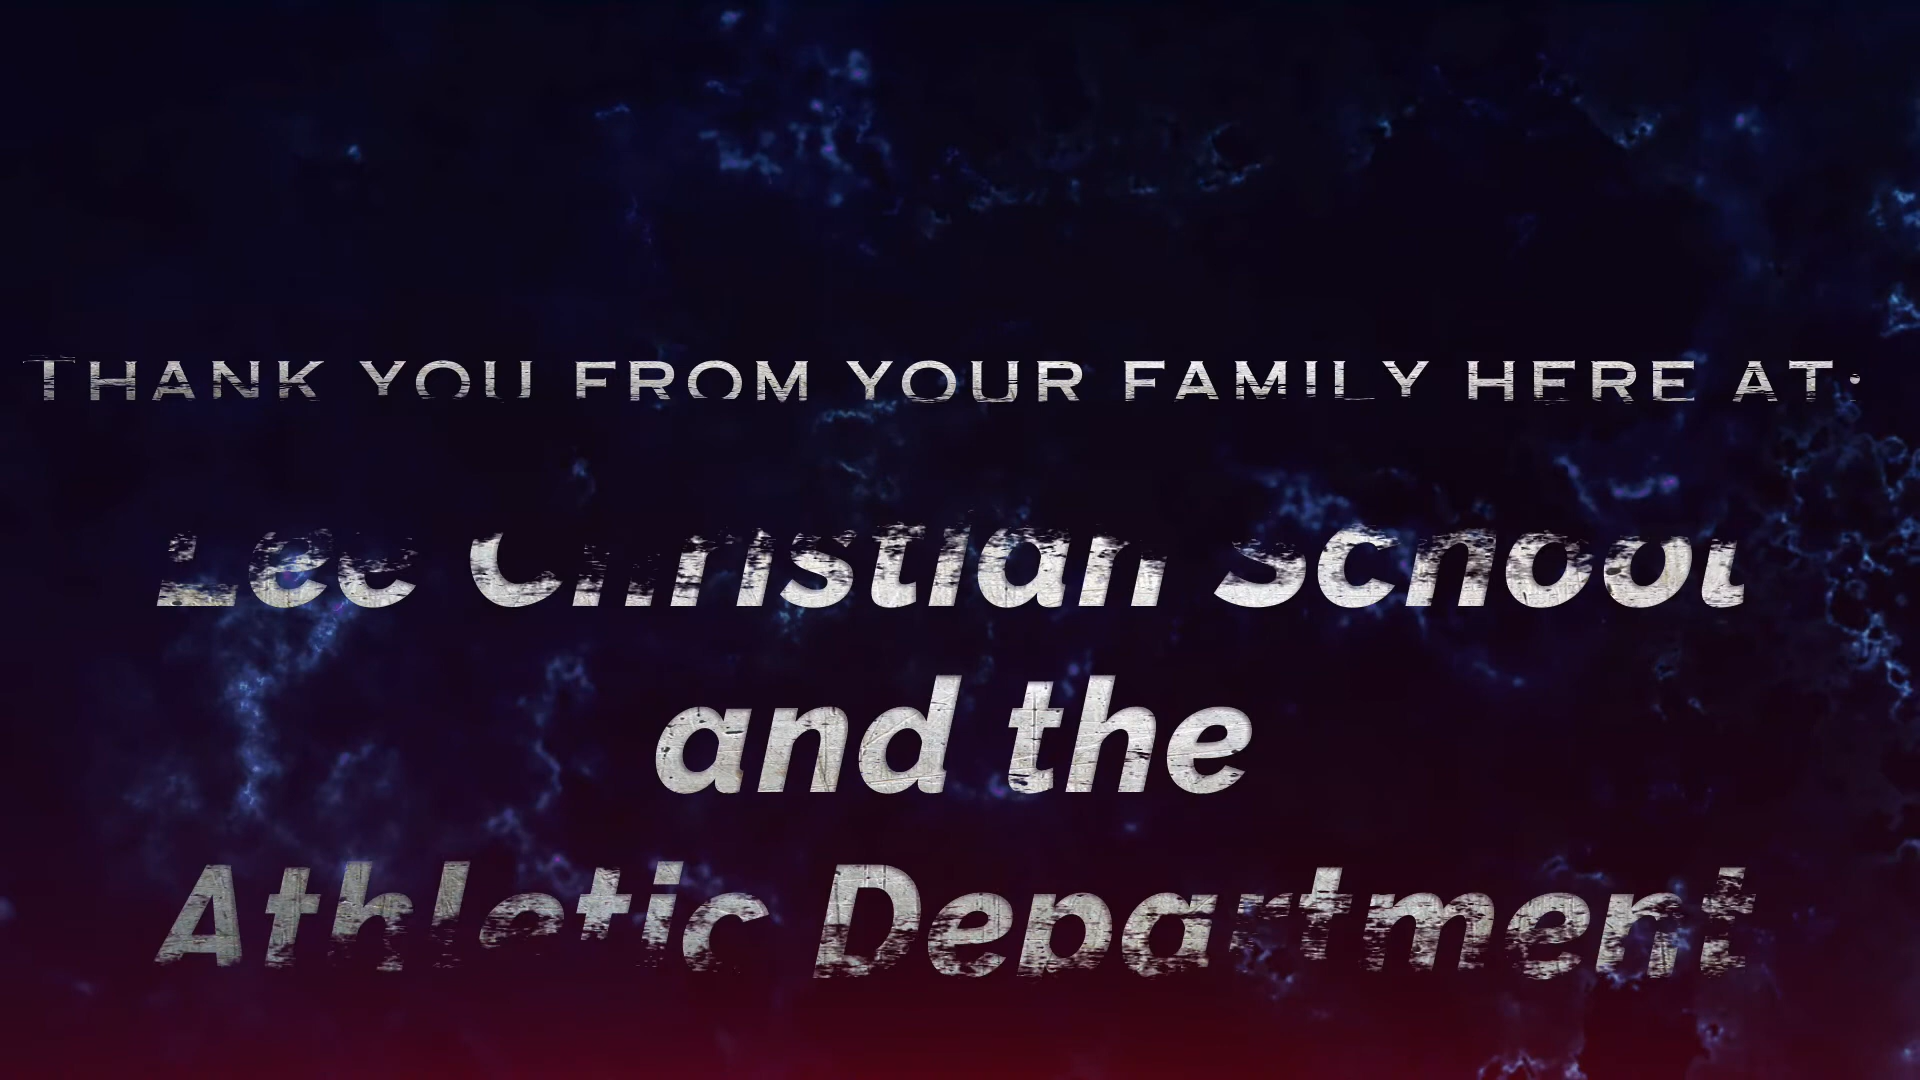 THANK YOU FROM YOUR FAMILY HERE AT:
Lee Christian School
and the
Athletic Department